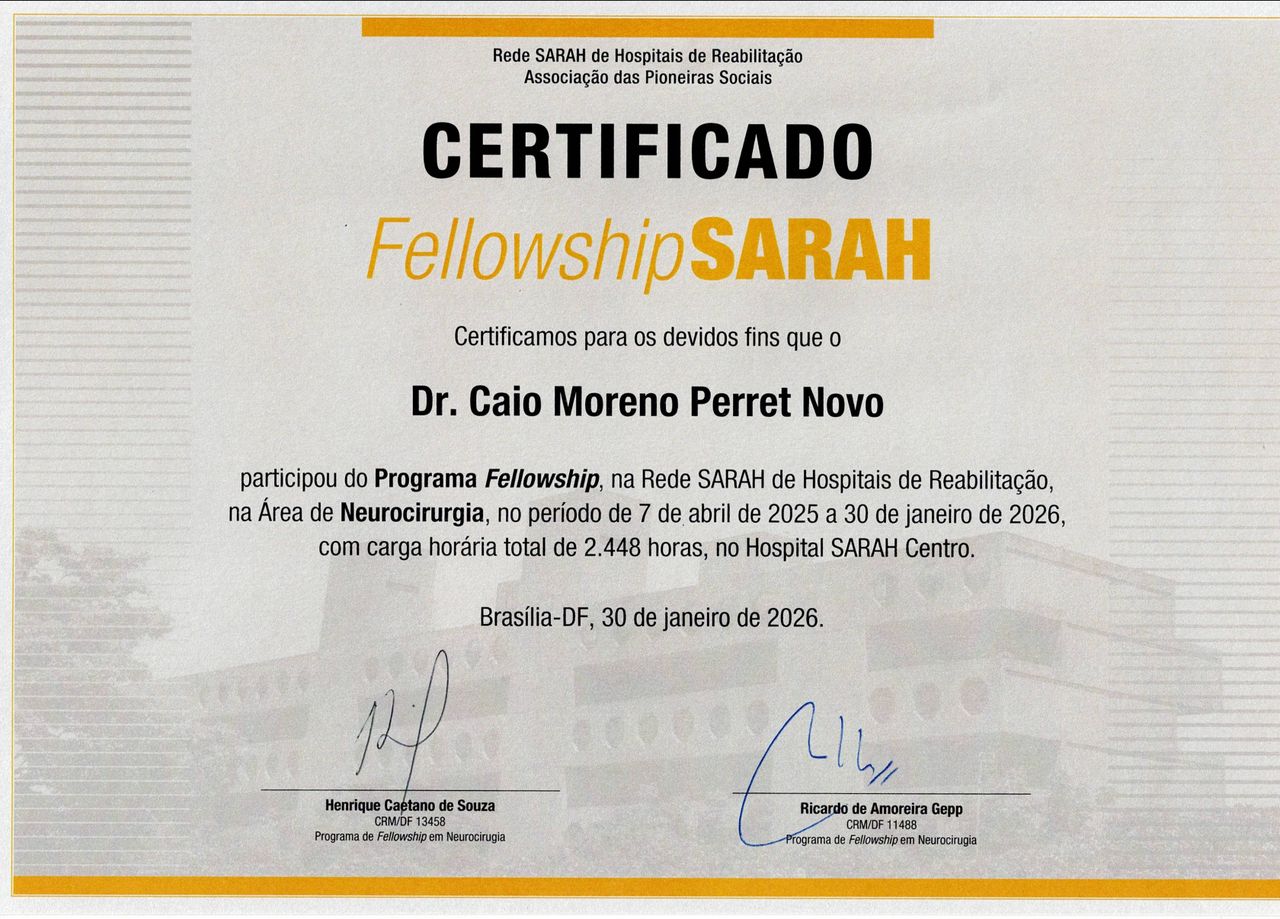 Rede SARAH de Hospitais de Reabilitação
Associação das Pioneiras Sociais
CERTIFICADO
FellowshipSARAH
Certificamos para os devidos fins que o
Dr. Caio Moreno Perret Novo
participou do Programa Fellowship, na Rede SARAH de Hospitais de Reabilitação,
na Área de Neurocirurgia, no período de 7 de abril de 2025 a 30 de janeiro de 2026,
com carga horária total de 2.448 horas, no Hospital SARAH Centro.
Brasília-DF, 30 de janeiro de 2026.
Henrique Caetano de Souza
CRM/DF 13458
Programa de Fellowship em Neurocirugia
Ricardo de Amoreira Gepp
CRM/DF 11488
Programa de Fellowship em Neurocirugia